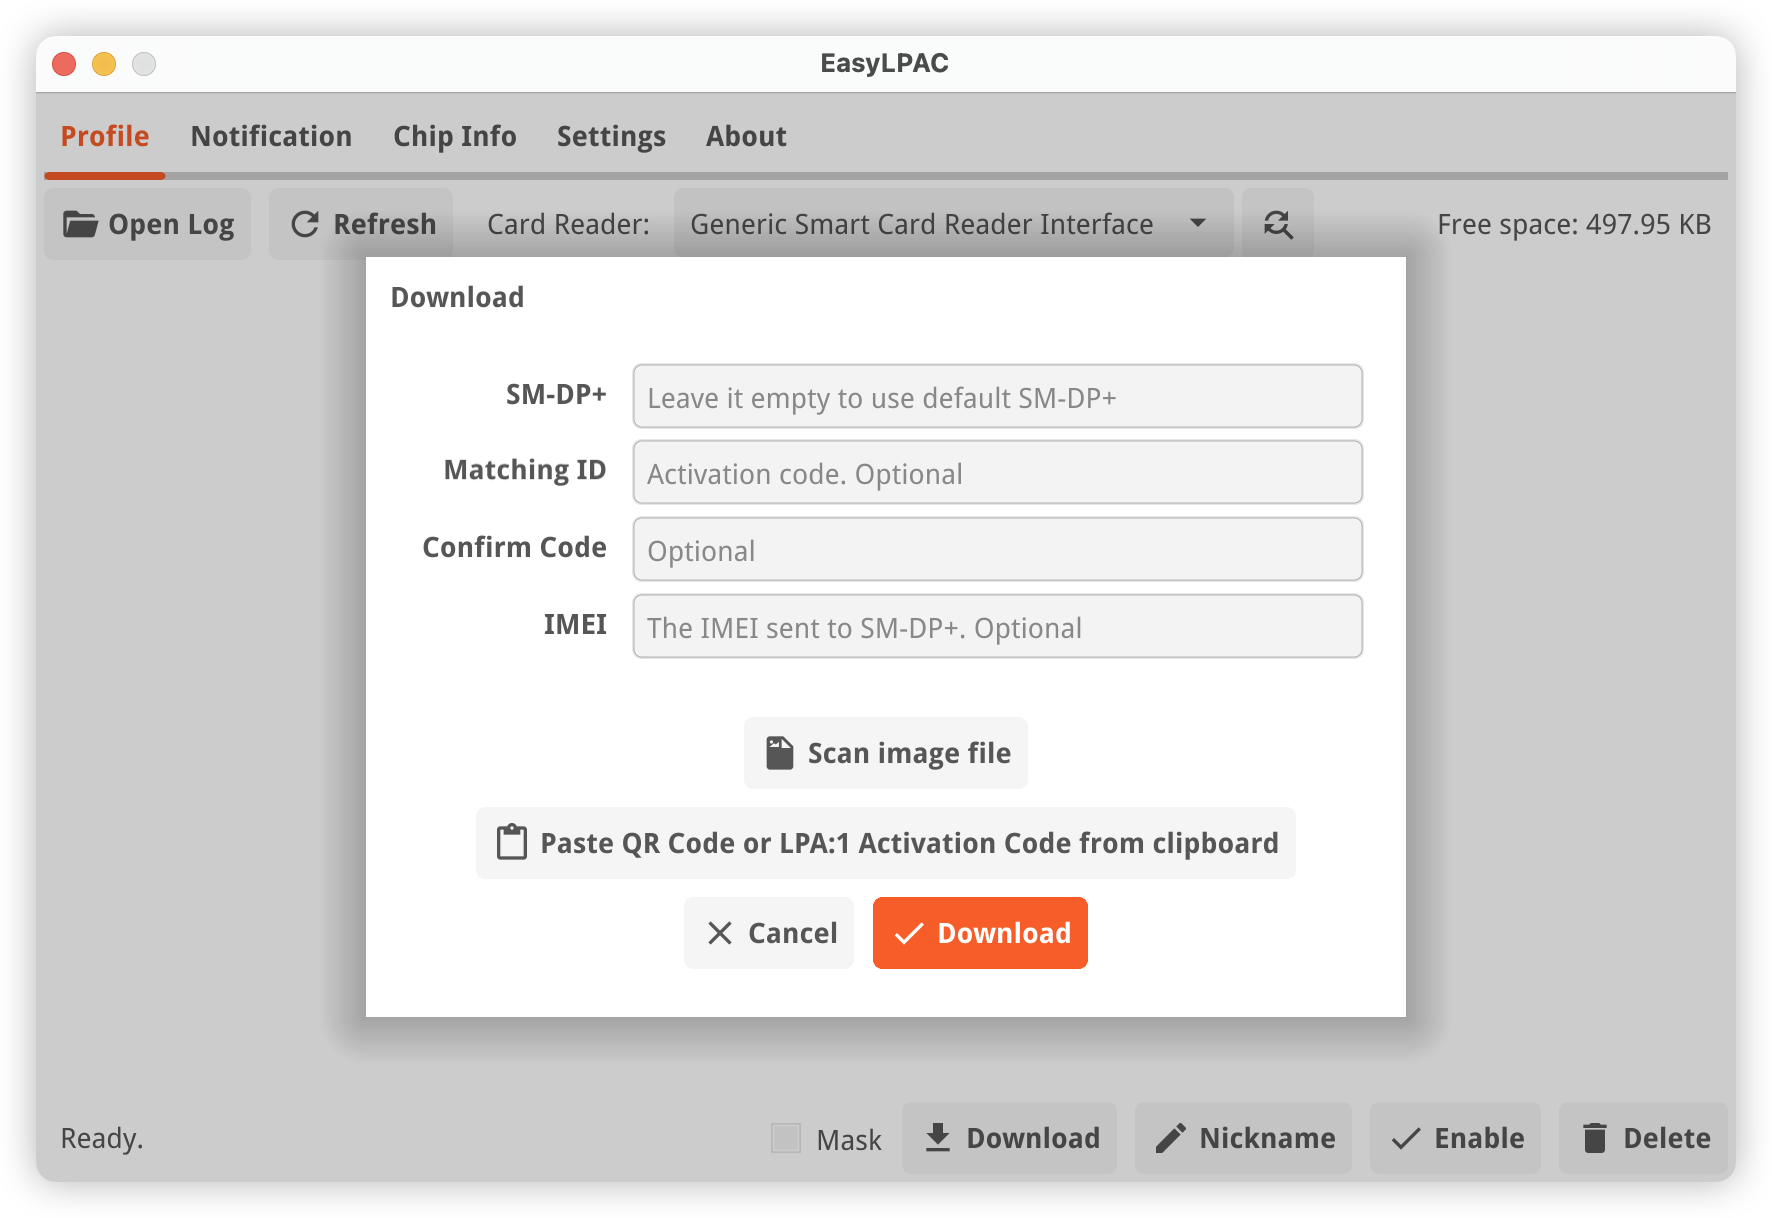 EasyLPAC
Profile Notification Chip Info Settings About
Open Log Refresh Card Reader: Generic Smart Card Reader Interface Free space: 497.95 KB
Download
SM-DP+ Leave it empty to use default SM-DP+
Matching ID Activation code. Optional
Confirm Code Optional
IMEI The IMEI sent to SM-DP+. Optional
Scan image file
Paste QR Code or LPA:1 Activation Code from clipboard
Cancel Download
Ready. Mask Download Nickname Enable Delete